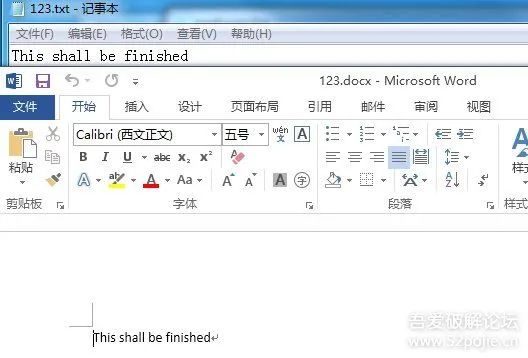 123.txt - 记事本
文件(F) 编辑(E) 格式(O) 查看(V) 帮助(H)
This shall be finished
123.docx - Microsoft Word
文件 开始 插入 设计 页面布局 引用 邮件 审阅 视图
Calibri (西文正文) 五号 wén 文 A
粘贴
B I U abc x₂ x²
A ab A Aa A A A 字
样式
剪贴板 字体 段落
This shall be finished
吾爱破解论坛
www.52pojie.cn